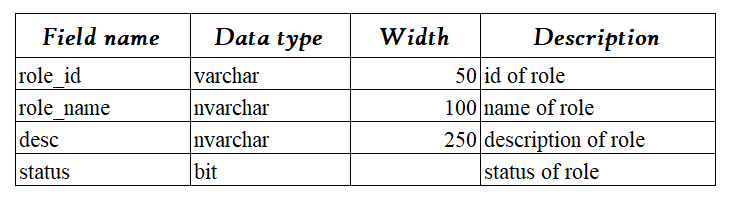 Field name Data type Width Description
role_id varchar 50 id of role
role_name nvarchar 100 name of role
desc nvarchar 250 description of role
status bit status of role